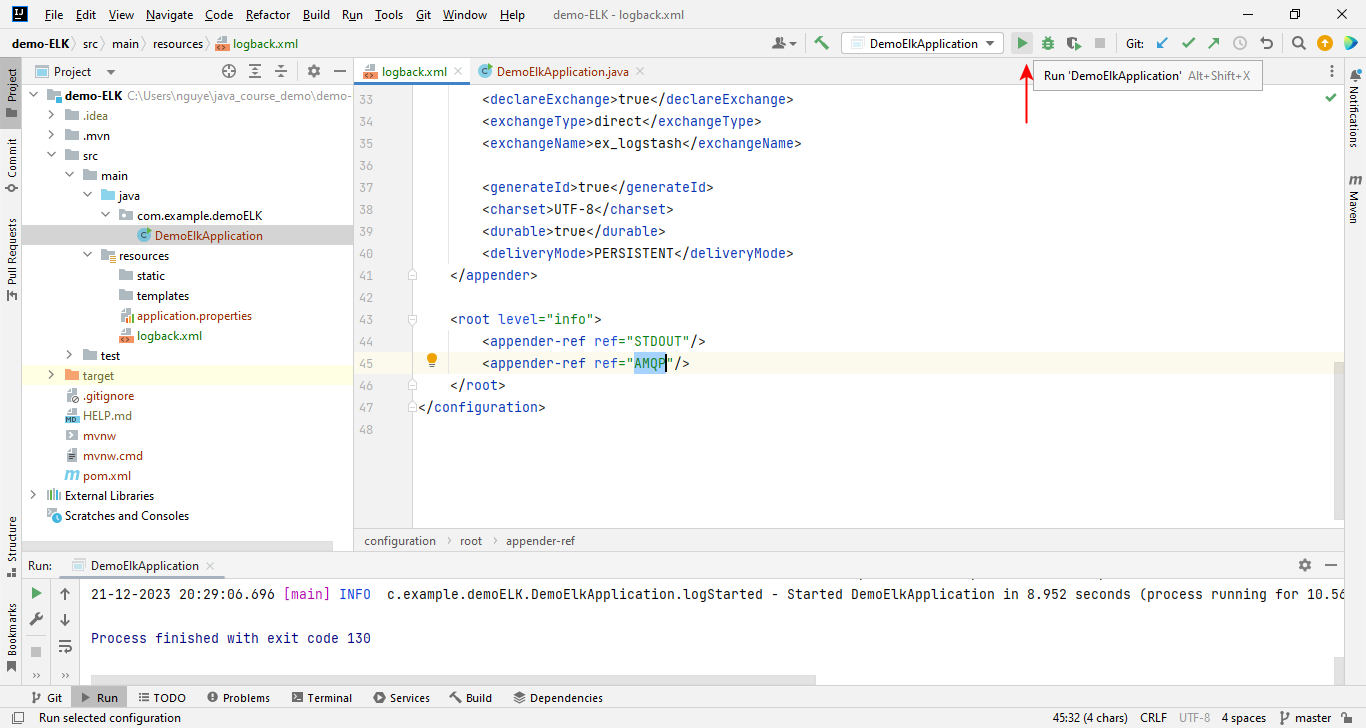 File Edit View Navigate Code Refactor Build Run Tools Git Window Help demo-ELK - logback.xml
demo-ELK src main resources logback.xml DemoElkApplication Git:
Run 'DemoElkApplication' Alt+Shift+X
Project
Commit
Pull Requests
Structure
Bookmarks
Project
demo-ELK C:\Users\nguye\java_course_demo\demo-
.idea
.mvn
src
main
java
com.example.demoELK
DemoElkApplication
resources
static
templates
application.properties
logback.xml
test
target
.gitignore
HELP.md
mvnw
mvnw.cmd
pom.xml
External Libraries
Scratches and Consoles
logback.xml DemoElkApplication.java
33 <declareExchange>true</declareExchange>
34 <exchangeType>direct</exchangeType>
35 <exchangeName>ex_logstash</exchangeName>
36
37 <generateId>true</generateId>
38 <charset>UTF-8</charset>
39 <durable>true</durable>
40 <deliveryMode>PERSISTENT</deliveryMode>
41 </appender>
42
43 <root level="info">
44 <appender-ref ref="STDOUT"/>
45 <appender-ref ref="AMQP"/>
46 </root>
47 </configuration>
48
configuration root appender-ref
Notifications
Maven
Run: DemoElkApplication
21-12-2023 20:29:06.696 [main] INFO c.example.demoELK.DemoElkApplication.logStarted - Started DemoElkApplication in 8.952 seconds (process running for 10.56
Process finished with exit code 130
Git Run TODO Problems Terminal Services Build Dependencies
Run selected configuration 45:32 (4 chars) CRLF UTF-8 4 spaces master